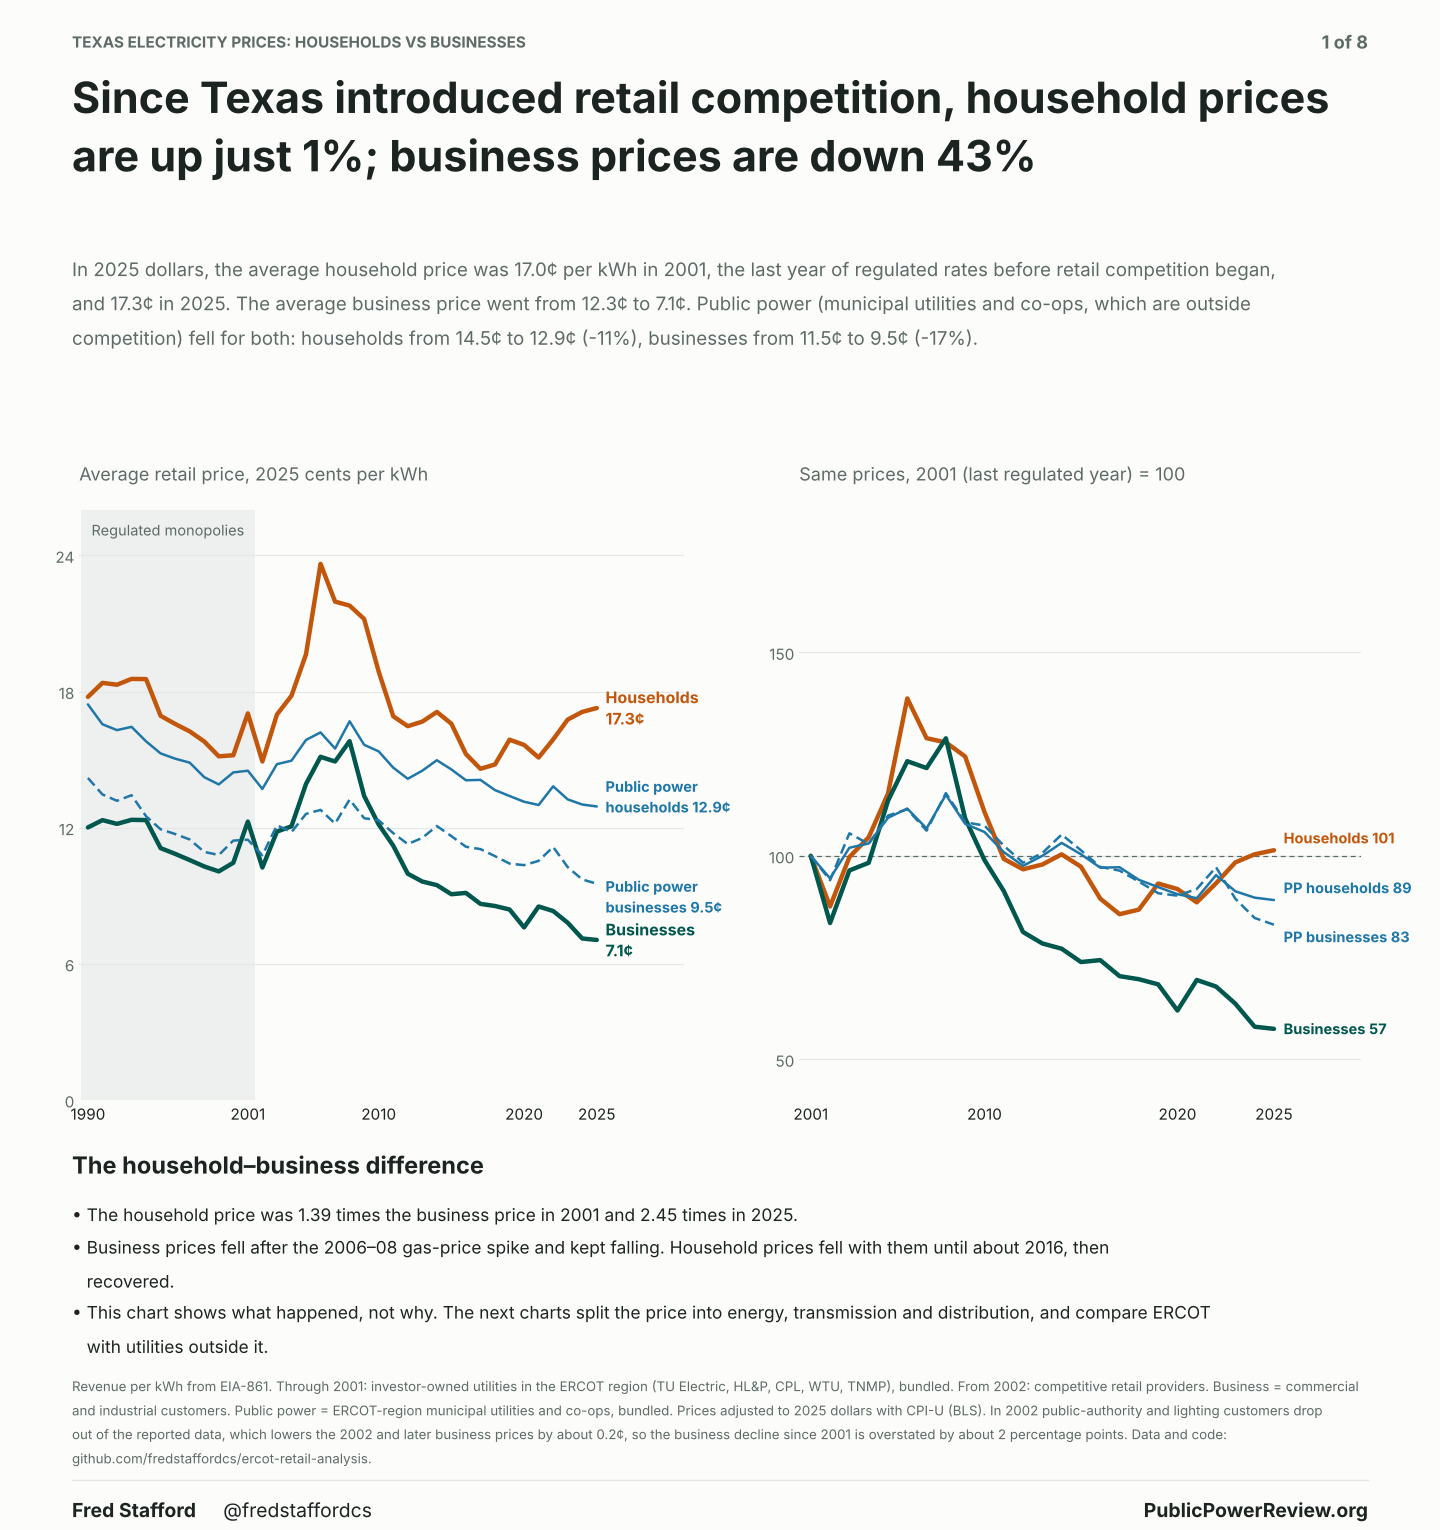 TEXAS ELECTRICITY PRICES: HOUSEHOLDS VS BUSINESSES
1 of 8
Since Texas introduced retail competition, household prices
are up just 1%; business prices are down 43%
In 2025 dollars, the average household price was 17.0¢ per kWh in 2001, the last year of regulated rates before retail competition began,
and 17.3¢ in 2025. The average business price went from 12.3¢ to 7.1¢. Public power (municipal utilities and co-ops, which are outside
competition) fell for both: households from 14.5¢ to 12.9¢ (-11%), businesses from 11.5¢ to 9.5¢ (-17%).
Average retail price, 2025 cents per kWh
Regulated monopolies
24
18
12
6
0
Households
17.3¢
Public power
households 12.9¢
Public power
businesses 9.5¢
Businesses
7.1¢
1990
2001
2010
2020
2025
Same prices, 2001 (last regulated year) = 100
150
100
50
Households 101
PP households 89
PP businesses 83
Businesses 57
2001
2010
2020
2025
The household–business difference
• The household price was 1.39 times the business price in 2001 and 2.45 times in 2025.
• Business prices fell after the 2006–08 gas-price spike and kept falling. Household prices fell with them until about 2016, then
recovered.
• This chart shows what happened, not why. The next charts split the price into energy, transmission and distribution, and compare ERCOT
with utilities outside it.
Revenue per kWh from EIA-861. Through 2001: investor-owned utilities in the ERCOT region (TU Electric, HL&P, CPL, WTU, TNMP), bundled. From 2002: competitive retail providers. Business = commercial
and industrial customers. Public power = ERCOT-region municipal utilities and co-ops, bundled. Prices adjusted to 2025 dollars with CPI-U (BLS). In 2002 public-authority and lighting customers drop
out of the reported data, which lowers the 2002 and later business prices by about 0.2¢, so the business decline since 2001 is overstated by about 2 percentage points. Data and code:
github.com/fredstaffordcs/ercot-retail-analysis.
Fred Stafford
@fredstaffordcs
PublicPowerReview.org